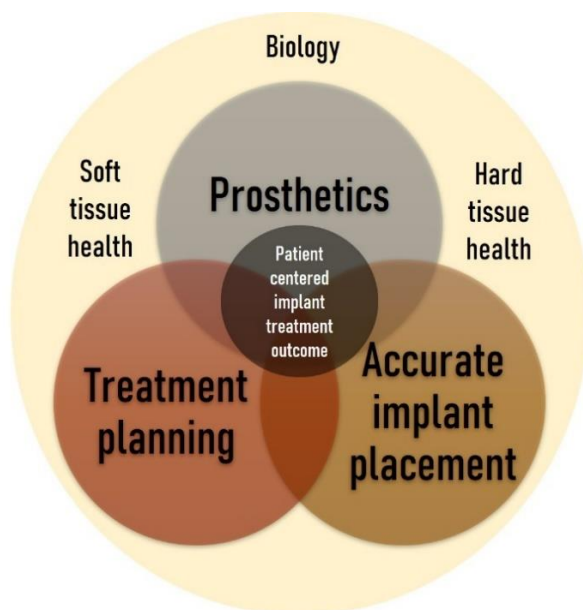 Biology
Soft
tissue
health
Hard
tissue
health
Prosthetics
Patient
centered
implant
treatment
outcome
Treatment
planning
Accurate
implant
placement